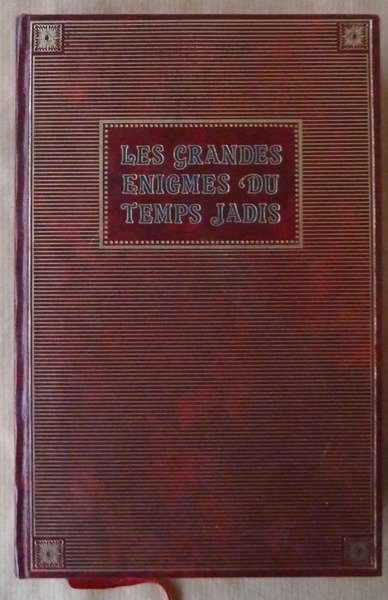 LES GRANDES
ENIGMES DU
TEMPS JADIS